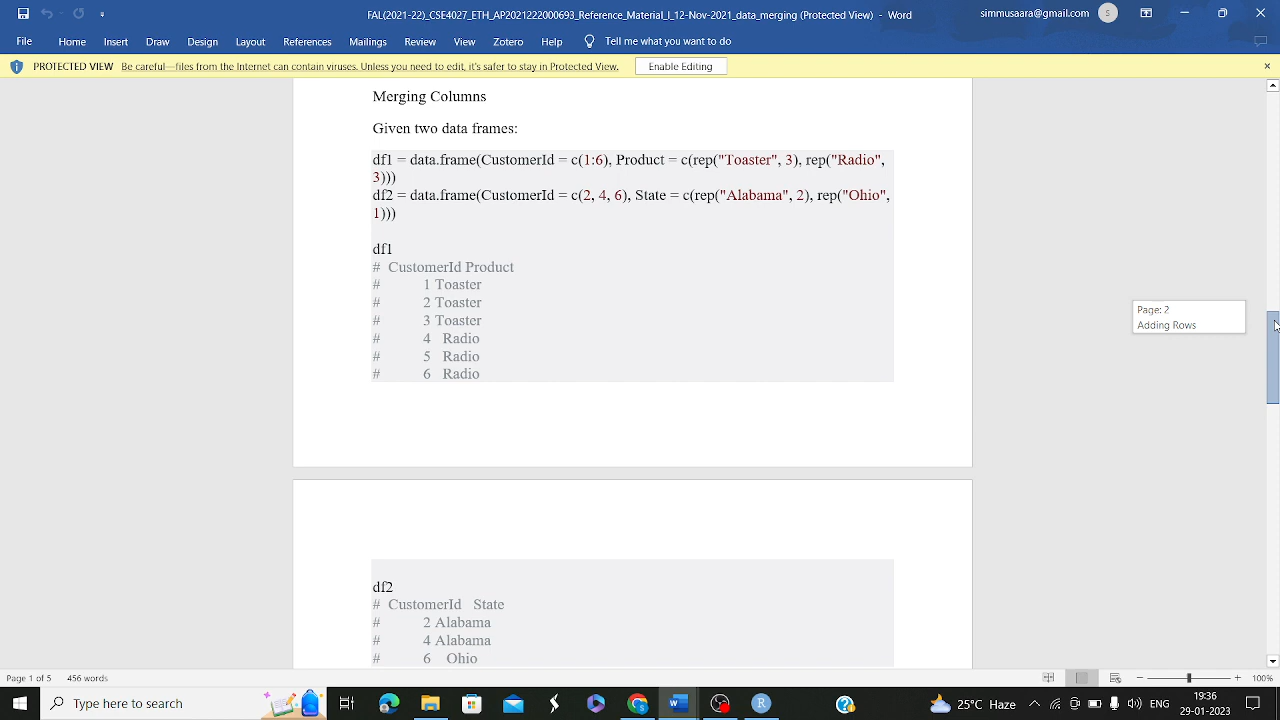 FAL(2021-22)_CSE4027_AP2021222000693_Reference_Material_I_12-Nov-2021_data-merging (Protected View) - Word
simmusaara@gmail.com
S
File Home Insert Draw Design Layout References Mailings Review View Zotero Help Tell me what you want to do
PROTECTED VIEW Be careful—files from the Internet can contain viruses. Unless you need to edit, it's safer to stay in Protected View. Enable Editing
Merging Columns
Given two data frames:
df1 = data.frame(CustomerId = c(1:6), Product = c(rep("Toaster", 3), rep("Radio",
3)))
df2 = data.frame(CustomerId = c(2, 4, 6), State = c(rep("Alabama", 2), rep("Ohio",
1)))
df1
# CustomerId Product
# 1 Toaster
# 2 Toaster
# 3 Toaster
# 4 Radio
# 5 Radio
# 6 Radio
Page: 2
Adding Rows
df2
# CustomerId State
# 2 Alabama
# 4 Alabama
# 6 Ohio
Page 1 of 5 456 words
100%
Type here to search
25°C Haze
ENG
19:36
29-01-2023